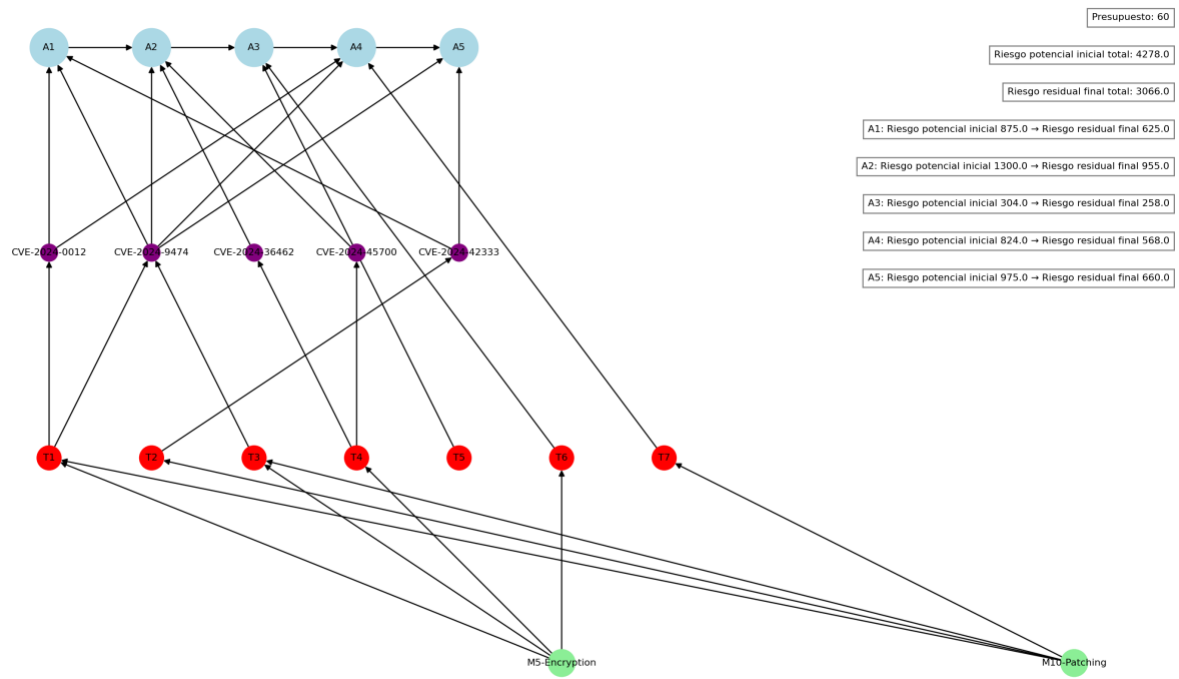 Presupuesto: 60
A1
A2
A3
A4
A5
Riesgo potencial inicial total: 4278.0
Riesgo residual final total: 3066.0
A1: Riesgo potencial inicial 875.0 → Riesgo residual final 625.0
A2: Riesgo potencial inicial 1300.0 → Riesgo residual final 955.0
A3: Riesgo potencial inicial 304.0 → Riesgo residual final 258.0
A4: Riesgo potencial inicial 824.0 → Riesgo residual final 568.0
A5: Riesgo potencial inicial 975.0 → Riesgo residual final 660.0
CVE-2024-0012
CVE-2024-9474
CVE-2024-36462
CVE-2024-45700
CVE-2024-42333
T1
T2
T3
T4
T5
T6
T7
M5-Encryption
M10-Patching